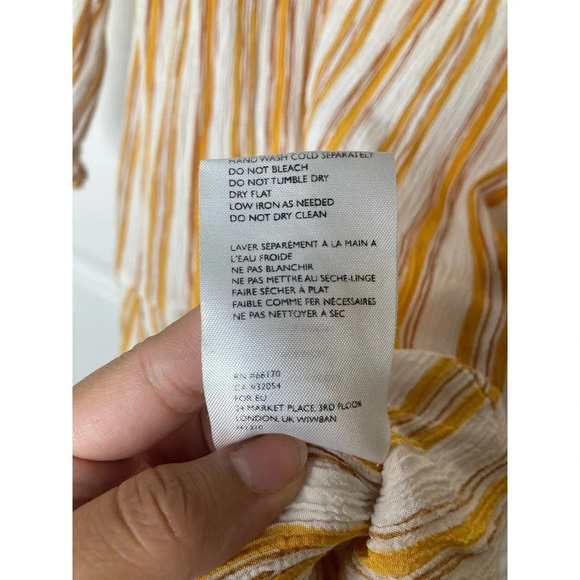 HAND WASH COLD SEPARATELY
DO NOT BLEACH
DO NOT TUMBLE DRY
DRY FLAT
LOW IRON AS NEEDED
DO NOT DRY CLEAN
LAVER SÉPARÉMENT A LA MAIN A
L'EAU FROIDE
NE PAS BLANCHIR
NE PAS METTRE AU SECHE-LINGE
FAIRE SÉCHER A PLAT
FAIBLE COMME FER NÉCESSAIRES
NE PAS NETTOYER A SEC
RN #66170
CA #32054
FOR EU
24 MARKET PLACE, 3RD FLOOR
LONDON, UK W1W8AN